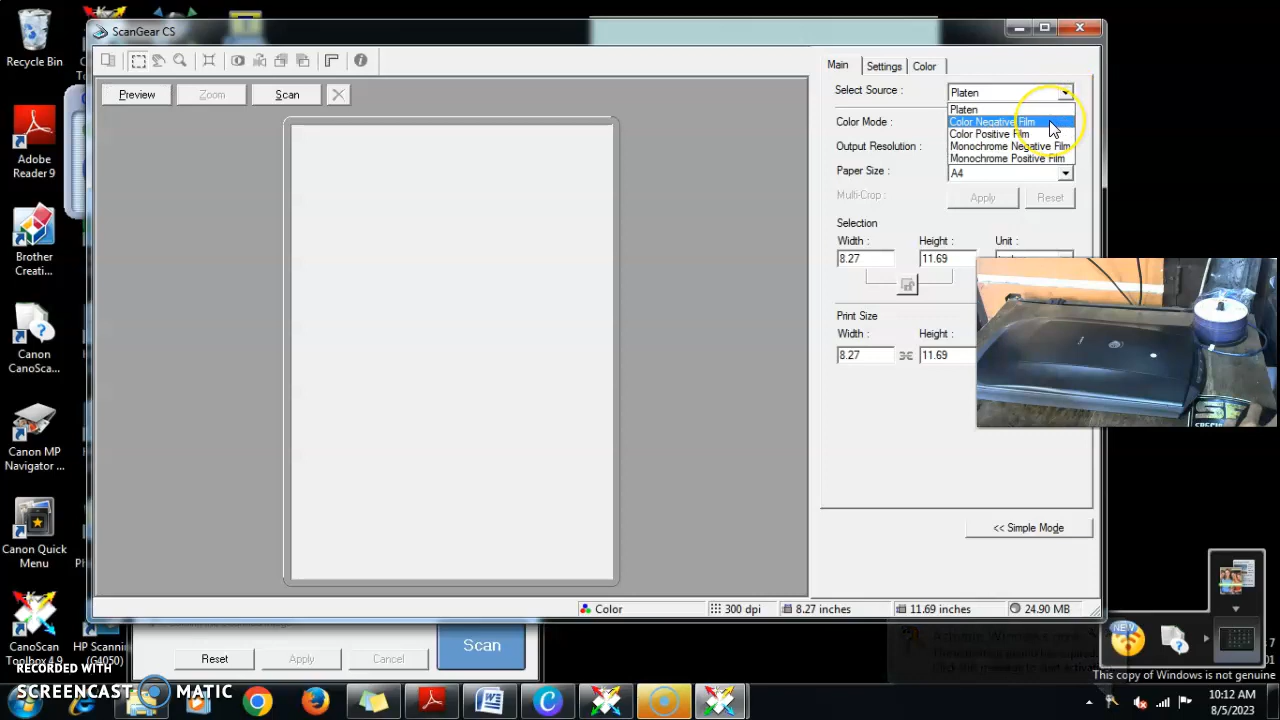 Recycle Bin
Adobe Reader 9
Brother Creati...
Canon CanoSca...
Canon MP Navigator ...
Canon Quick Menu
CanoScan Toolbox 4.9
HP Scannin (G4050)
ScanGear CS
Preview
Zoom
Scan
Main
Settings
Color
Select Source :
Platen
Platen
Color Negative Film
Color Positive Film
Monochrome Negative Film
Monochrome Positive Film
Color Mode :
Output Resolution :
Paper Size :
A4
Multi-Crop :
Apply
Reset
Selection
Width :
Height :
Unit :
8.27
11.69
Print Size
Width :
Height :
8.27
11.69
<< Simple Mode
Color
300 dpi
8.27 inches
11.69 inches
24.90 MB
Reset
Apply
Cancel
Scan
NEW
This copy of Windows is not genuine
RECORDED WITH
SCREENCAST MATIC
10:12 AM
8/5/2023